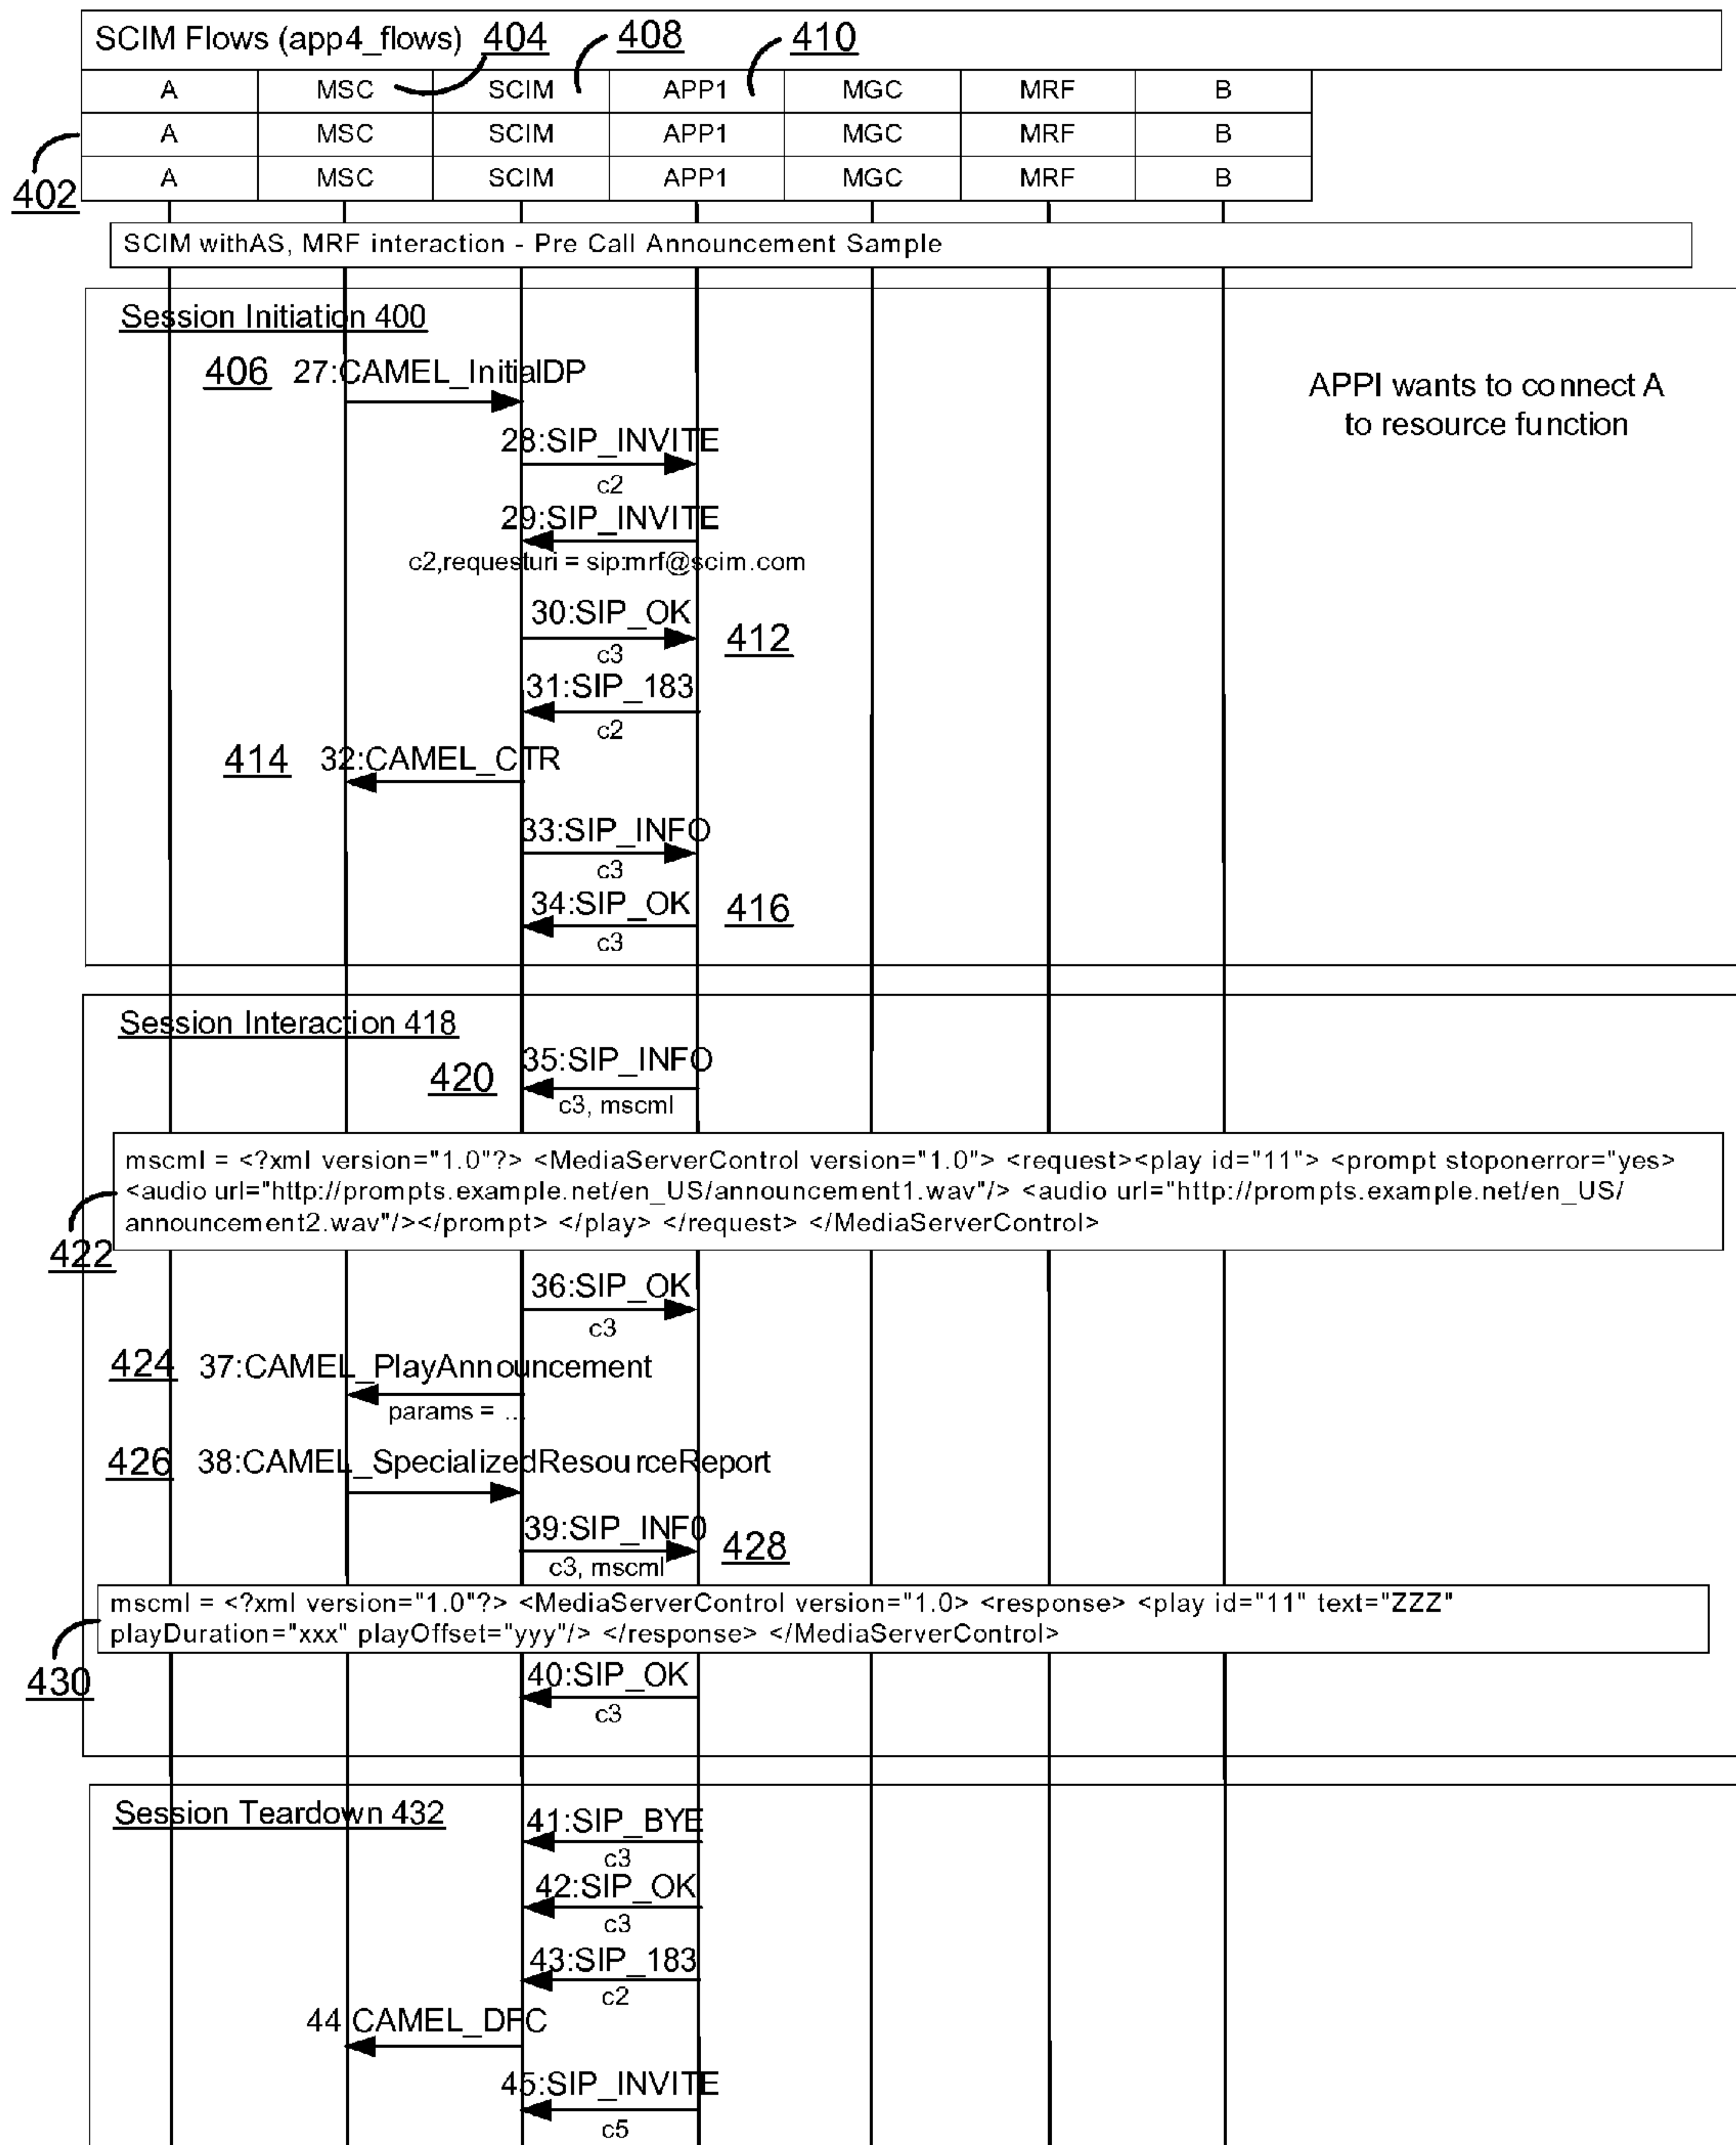 SCIM Flows (app4_flows) 404 408 410
A MSC SCIM APP1 MGC MRF B
A MSC SCIM APP1 MGC MRF B
402
A MSC SCIM APP1 MGC MRF B
SCIM withAS, MRF interaction - Pre Call Announcement Sample
Session Initiation 400
406 27:CAMEL_InitialDP
APPI wants to connect A
to resource function
28:SIP_INVITE
c2
29:SIP_INVITE
c2,requesturi = sip:mrf@scim.com
30:SIP_OK
412
c3
31:SIP_183
c2
414 32:CAMEL_CTR
33:SIP_INFO
c3
34:SIP_OK 416
c3
Session Interaction 418
35:SIP_INFO
420
c3, mscml
mscml = <?xml version="1.0"?> <MediaServerControl version="1.0"> <request><play id="11"> <prompt stoponerror="yes>
<audio url="http://prompts.example.net/en_US/announcement1.wav"/> <audio url="http://prompts.example.net/en_US/
announcement2.wav"/></prompt> </play> </request> </MediaServerControl>
422
36:SIP_OK
c3
424 37:CAMEL_PlayAnnouncement
params = ...
426 38:CAMEL_SpecializedResourceReport
39:SIP_INF0
428
c3, mscml
mscml = <?xml version="1.0"?> <MediaServerControl version="1.0> <response> <play id="11" text="ZZZ"
playDuration="xxx" playOffset="yyy"/> </response> </MediaServerControl>
430
40:SIP_OK
c3
Session Teardown 432
41:SIP_BYE
c3
42:SIP_OK
c3
43:SIP_183
c2
44 CAMEL_DFC
45:SIP_INVITE
c5